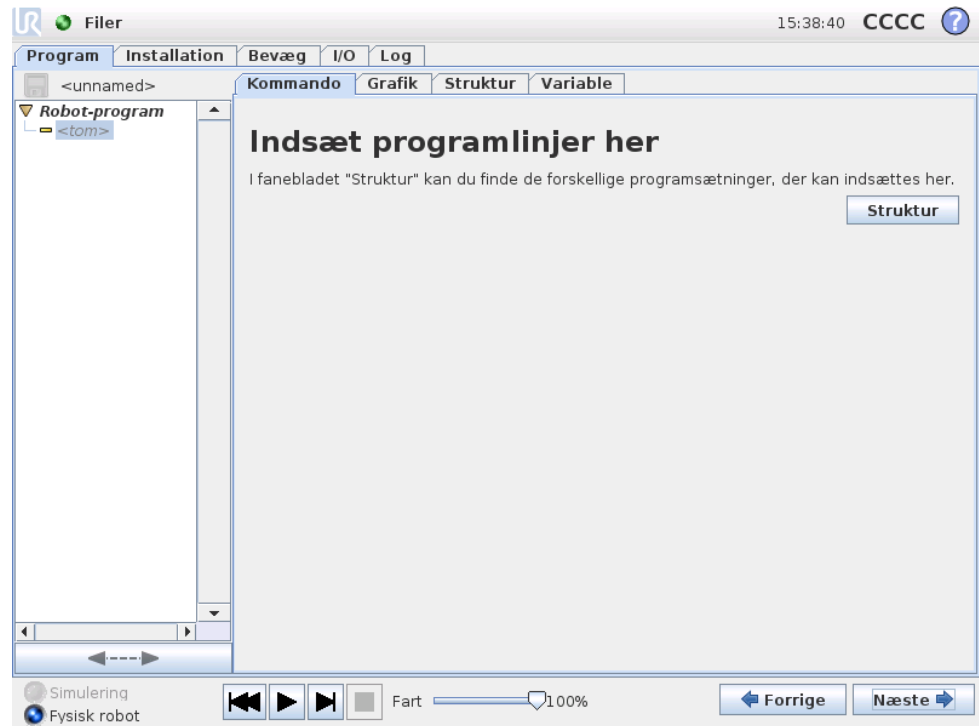 UR Filer 15:38:40 CCCC ?
Program Installation Bevæg I/O Log
<unnamed>
Kommando Grafik Struktur Variable
Robot-program
<tom>
Indsæt programlinjer her
I fanebladet "Struktur" kan du finde de forskellige programsætninger, der kan indsættes her.
Struktur
Simulering
Fysisk robot
Fart 100%
Forrige Næste